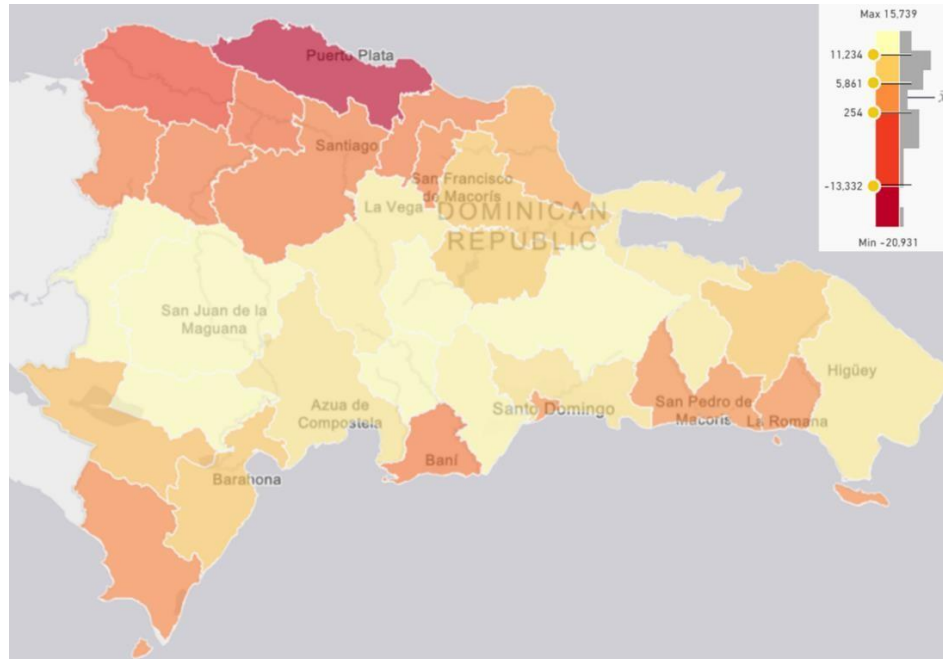 Max 15,739
11,234
5,861
254
-13,332
Min -20,931
Puerto Plata
Santiago
San Francisco
de Macorís
La Vega
DOMINICAN
REPUBLIC
San Juan de la
Maguana
Higüey
Azua de
Compostela
Santo Domingo
San Pedro de
Macorís
La Romana
Baní
Barahona